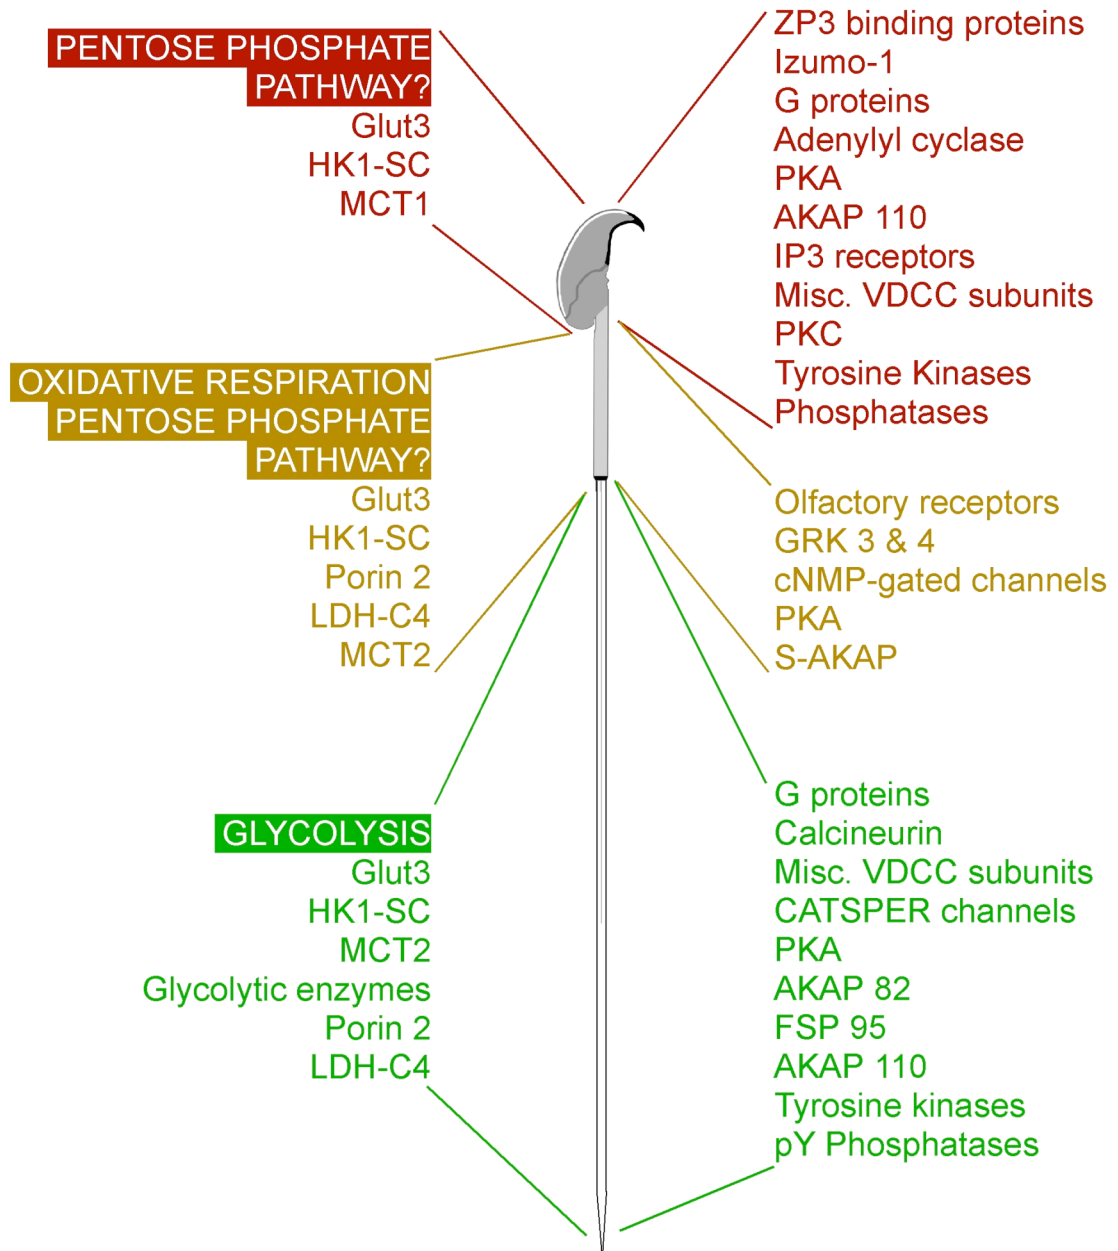 PENTOSE PHOSPHATE
PATHWAY?
Glut3
HK1-SC
MCT1
OXIDATIVE RESPIRATION
PENTOSE PHOSPHATE
PATHWAY?
Glut3
HK1-SC
Porin 2
LDH-C4
MCT2
GLYCOLYSIS
Glut3
HK1-SC
MCT2
Glycolytic enzymes
Porin 2
LDH-C4
ZP3 binding proteins
Izumo-1
G proteins
Adenylyl cyclase
PKA
AKAP 110
IP3 receptors
Misc. VDCC subunits
PKC
Tyrosine Kinases
Phosphatases
Olfactory receptors
GRK 3 & 4
cNMP-gated channels
PKA
S-AKAP
G proteins
Calcineurin
Misc. VDCC subunits
CATSPER channels
PKA
AKAP 82
FSP 95
AKAP 110
Tyrosine kinases
pY Phosphatases